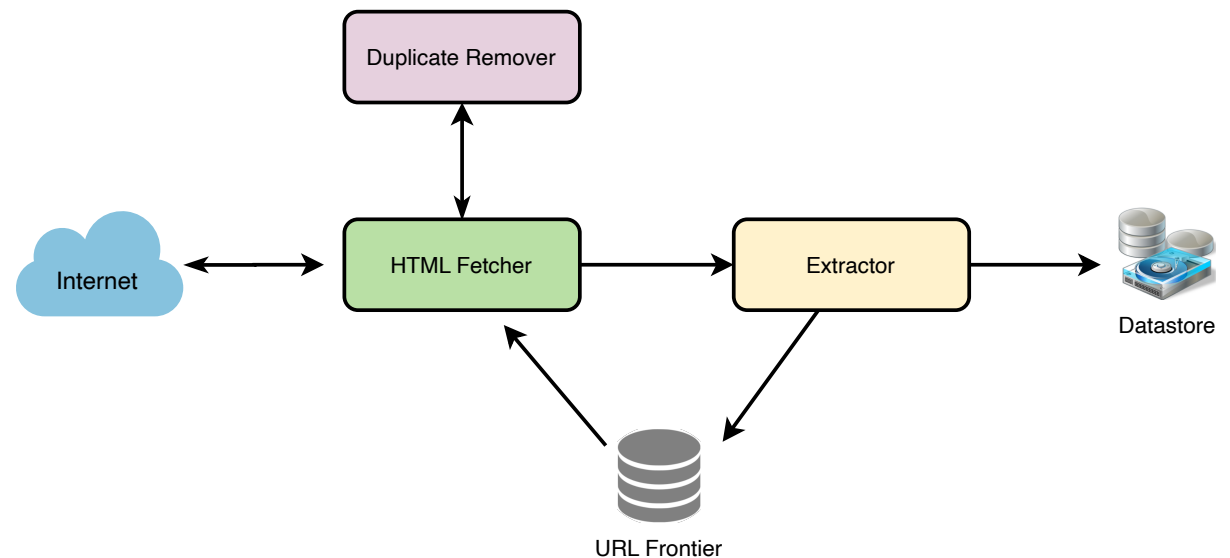 Duplicate Remover
Internet
HTML Fetcher
Extractor
Datastore
URL Frontier